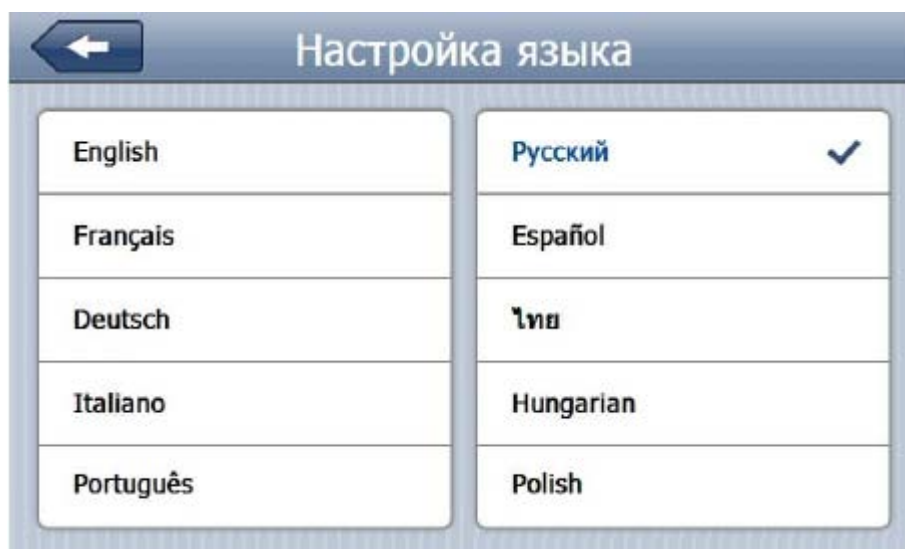 Настройка языка
English
Français
Deutsch
Italiano
Português
Русский
Español
ไทย
Hungarian
Polish